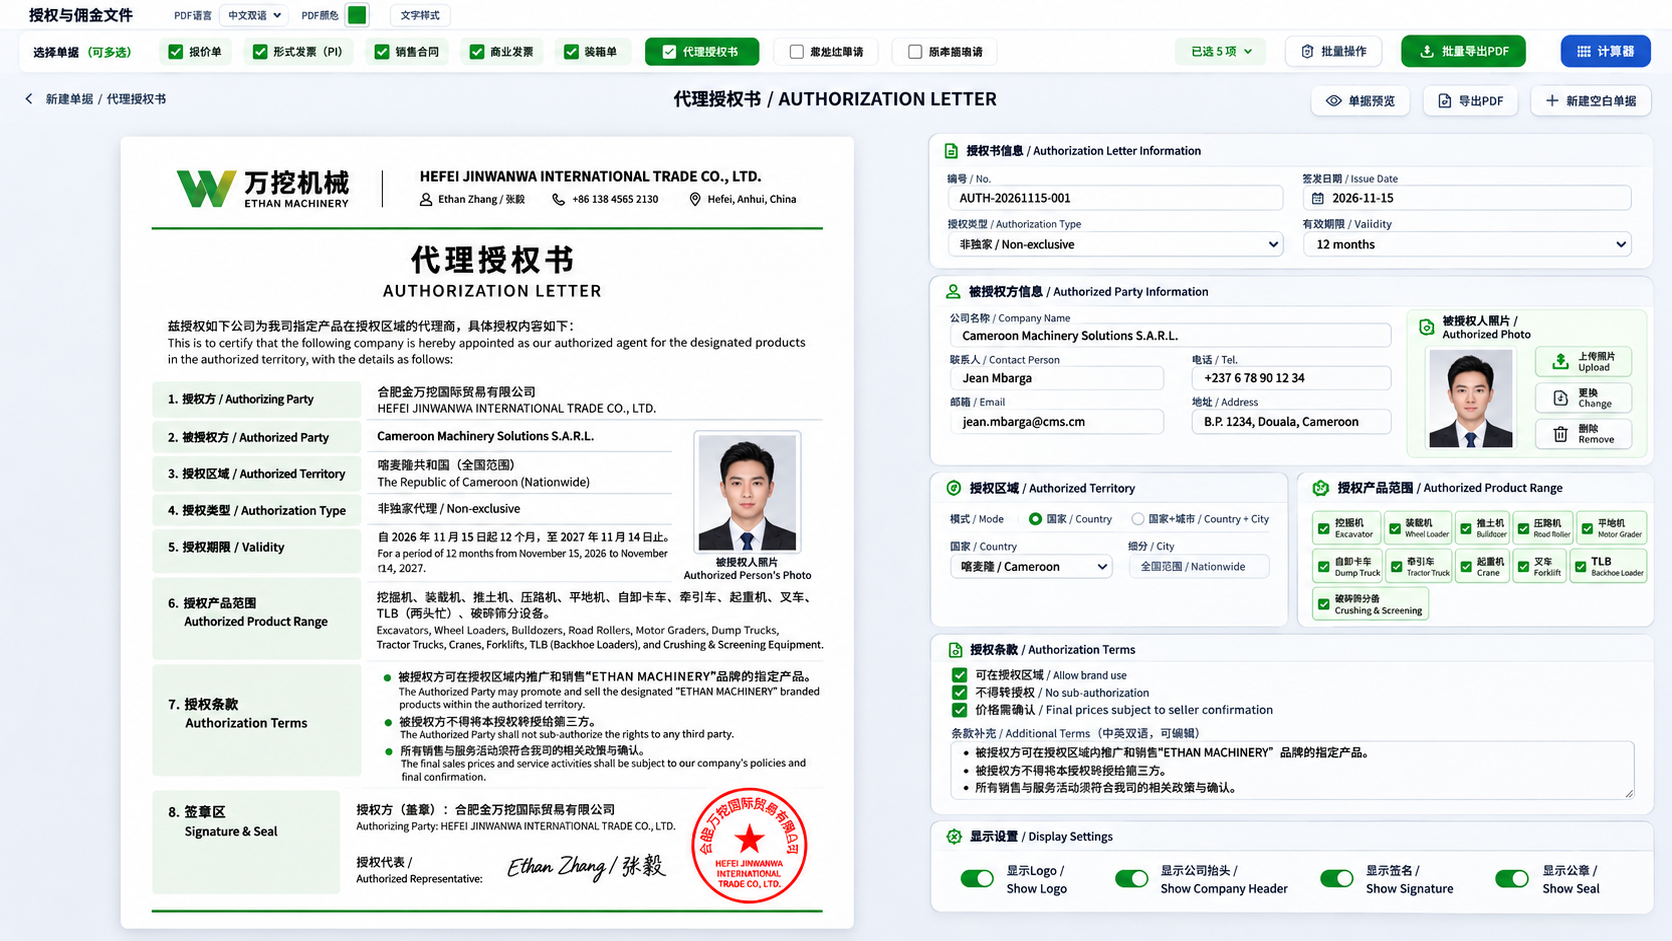 授权与佣金文件
PDF语言
中文双语
PDF颜色
文字样式
选择单据 (可多选)
报价单
形式发票 (PI)
销售合同
商业发票
装箱单
代理授权书
已选 5 项
批量操作
批量导出PDF
计算器
新建单据 / 代理授权书
代理授权书 / AUTHORIZATION LETTER
单据预览
导出PDF
新建空白单据
万挖机械
ETHAN MACHINERY
HEFEI JINWANWA INTERNATIONAL TRADE CO., LTD.
Ethan Zhang / 张毅
+86 138 4565 2130
Hefei, Anhui, China
代理授权书
AUTHORIZATION LETTER
兹授权如下公司为我司指定产品在授权区域的代理商，具体授权内容如下：
This is to certify that the following company is hereby appointed as our authorized agent for the designated products
in the authorized territory, with the details as follows:
1. 授权方 / Authorizing Party
合肥金万挖国际贸易有限公司
HEFEI JINWANWA INTERNATIONAL TRADE CO., LTD.
2. 被授权方 / Authorized Party
Cameroon Machinery Solutions S.A.R.L.
3. 授权区域 / Authorized Territory
喀麦隆共和国（全国范围）
The Republic of Cameroon (Nationwide)
4. 授权类型 / Authorization Type
非独家代理 / Non-exclusive
5. 授权期限 / Validity
自 2026 年 11 月 15 日起 12 个月，至 2027 年 11 月 14 日止。
For a period of 12 months from November 15, 2026 to November
14, 2027.
被授权人照片
Authorized Person's Photo
6. 授权产品范围
Authorized Product Range
挖掘机、装载机、推土机、压路机、平地机、自卸卡车、牵引车、起重机、叉车、
TLB（两头忙）、破碎筛分设备。
Excavators, Wheel Loaders, Bulldozers, Road Rollers, Motor Graders, Dump Trucks,
Tractor Trucks, Cranes, Forklifts, TLB (Backhoe Loaders), and Crushing & Screening Equipment.
7. 授权条款
Authorization Terms
被授权方可在授权区域内推广和销售“ETHAN MACHINERY”品牌的指定产品。
The Authorized Party may promote and sell the designated "ETHAN MACHINERY" branded
products within the authorized territory.
被授权方不得将本授权转授给第三方。
The Authorized Party shall not sub-authorize the rights to any third party.
所有销售与服务活动须符合我司的相关政策与确认。
The final sales prices and service activities shall be subject to our company's policies and
final confirmation.
8. 签章区
Signature & Seal
授权方（盖章）：合肥金万挖国际贸易有限公司
Authorizing Party: HEFEI JINWANWA INTERNATIONAL TRADE CO., LTD.
授权代表 /
Authorized Representative:
Ethan Zhang / 张毅
合肥万挖国际贸易有限公司
HEFEI JINWANWA
INTERNATIONAL
TRADE CO., LTD.
授权书信息 / Authorization Letter Information
编号 / No.
签发日期 / Issue Date
AUTH-20261115-001
2026-11-15
授权类型 / Authorization Type
有效期限 / Validity
非独家 / Non-exclusive
12 months
被授权方信息 / Authorized Party Information
公司名称 / Company Name
Cameroon Machinery Solutions S.A.R.L.
联系人 / Contact Person
电话 / Tel.
Jean Mbarga
+237 6 78 90 12 34
邮箱 / Email
地址 / Address
jean.mbarga@cms.cm
B.P. 1234, Douala, Cameroon
被授权人照片 /
Authorized Photo
上传照片
Upload
更换
Change
删除
Remove
授权区域 / Authorized Territory
模式 / Mode
国家 / Country
国家+城市 / Country + City
国家 / Country
细分 / City
喀麦隆 / Cameroon
全国范围 / Nationwide
授权产品范围 / Authorized Product Range
挖掘机
Excavator
装载机
Wheel Loader
推土机
Bulldozer
压路机
Road Roller
平地机
Motor Grader
自卸卡车
Dump Truck
牵引车
Tractor Truck
起重机
Crane
叉车
Forklift
TLB
Backhoe Loader
破碎筛分备
Crushing & Screening
授权条款 / Authorization Terms
可在授权区域 / Allow brand use
不得转授权 / No sub-authorization
价格需确认 / Final prices subject to seller confirmation
条款补充 / Additional Terms（中英双语，可编辑）
被授权方可在授权区域内推广和销售“ETHAN MACHINERY” 品牌的指定产品。
被授权方不得将本授权转授给第三方。
所有销售与服务活动须符合我司的相关政策与确认。
显示设置 / Display Settings
显示Logo /
Show Logo
显示公司抬头 /
Show Company Header
显示签名 /
Show Signature
显示公章 /
Show Seal